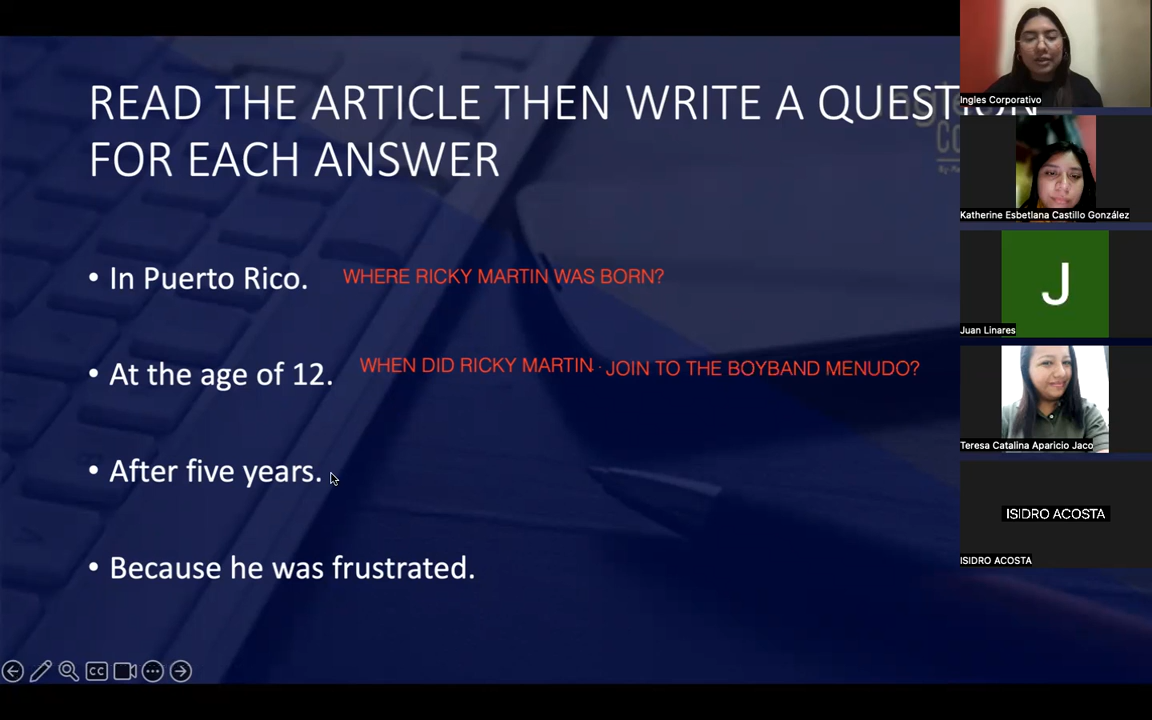 READ THE ARTICLE THEN WRITE A QUESTION
FOR EACH ANSWER
• In Puerto Rico.
WHERE RICKY MARTIN WAS BORN?
• At the age of 12.
WHEN DID RICKY MARTIN
JOIN TO THE BOYBAND MENUDO?
• After five years.
• Because he was frustrated.
CC
Ingles Corporativo
Katherine Esbetlana Castillo González
J
Juan Linares
Teresa Catalina Aparicio Jaco
ISIDRO ACOSTA
ISIDRO ACOSTA